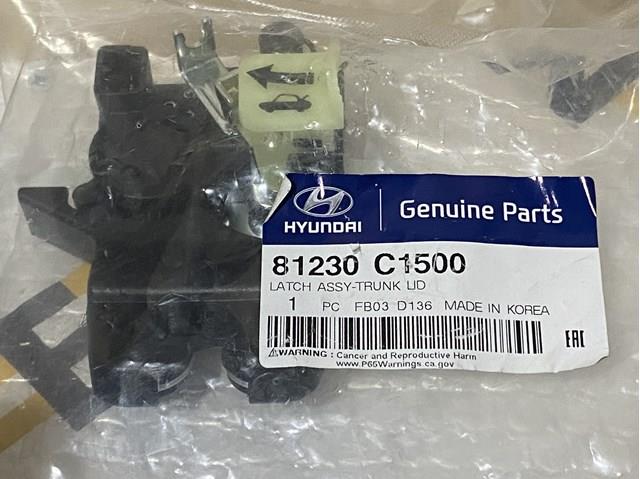 HYUNDAI
Genuine Parts
81230 C1500
LATCH ASSY-TRUNK LID
1 PC FB03 D136 MADE IN KOREA
EAC
WARNING : Cancer and Reproductive Harm
www.P65Warnings.ca.gov